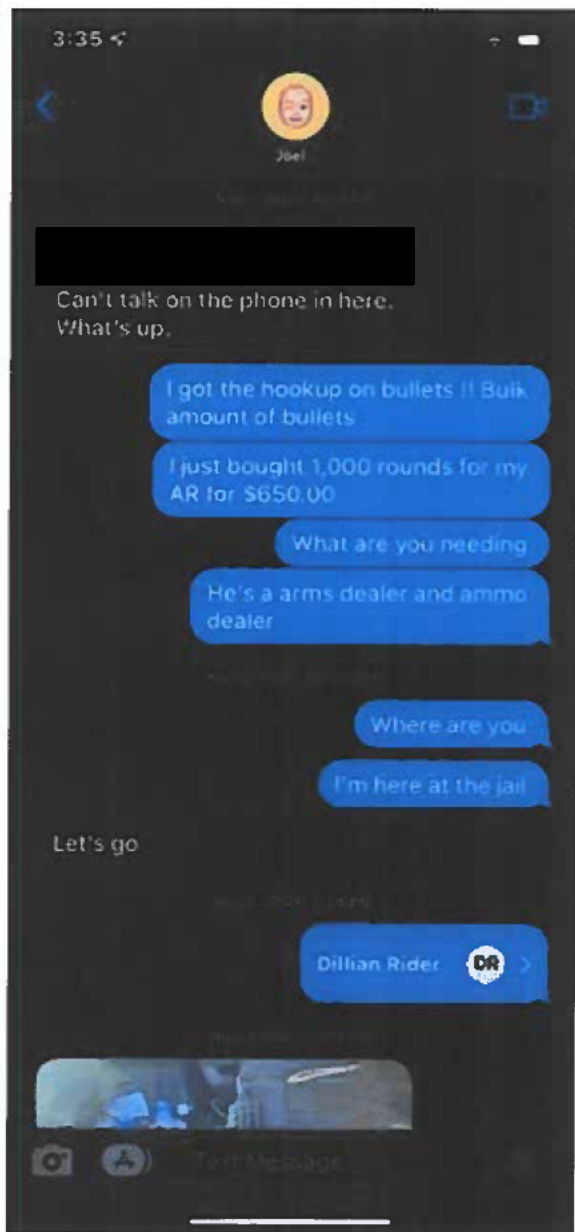 3:35
Joel
Can't talk on the phone in here.
What's up.
I got the hookup on bullets !! Bulk
amount of bullets
I just bought 1,000 rounds for my
AR for $650.00
What are you needing
He's a arms dealer and ammo
dealer
Where are you
I'm here at the jail
Let's go
Dillian Rider
DR
Text Message